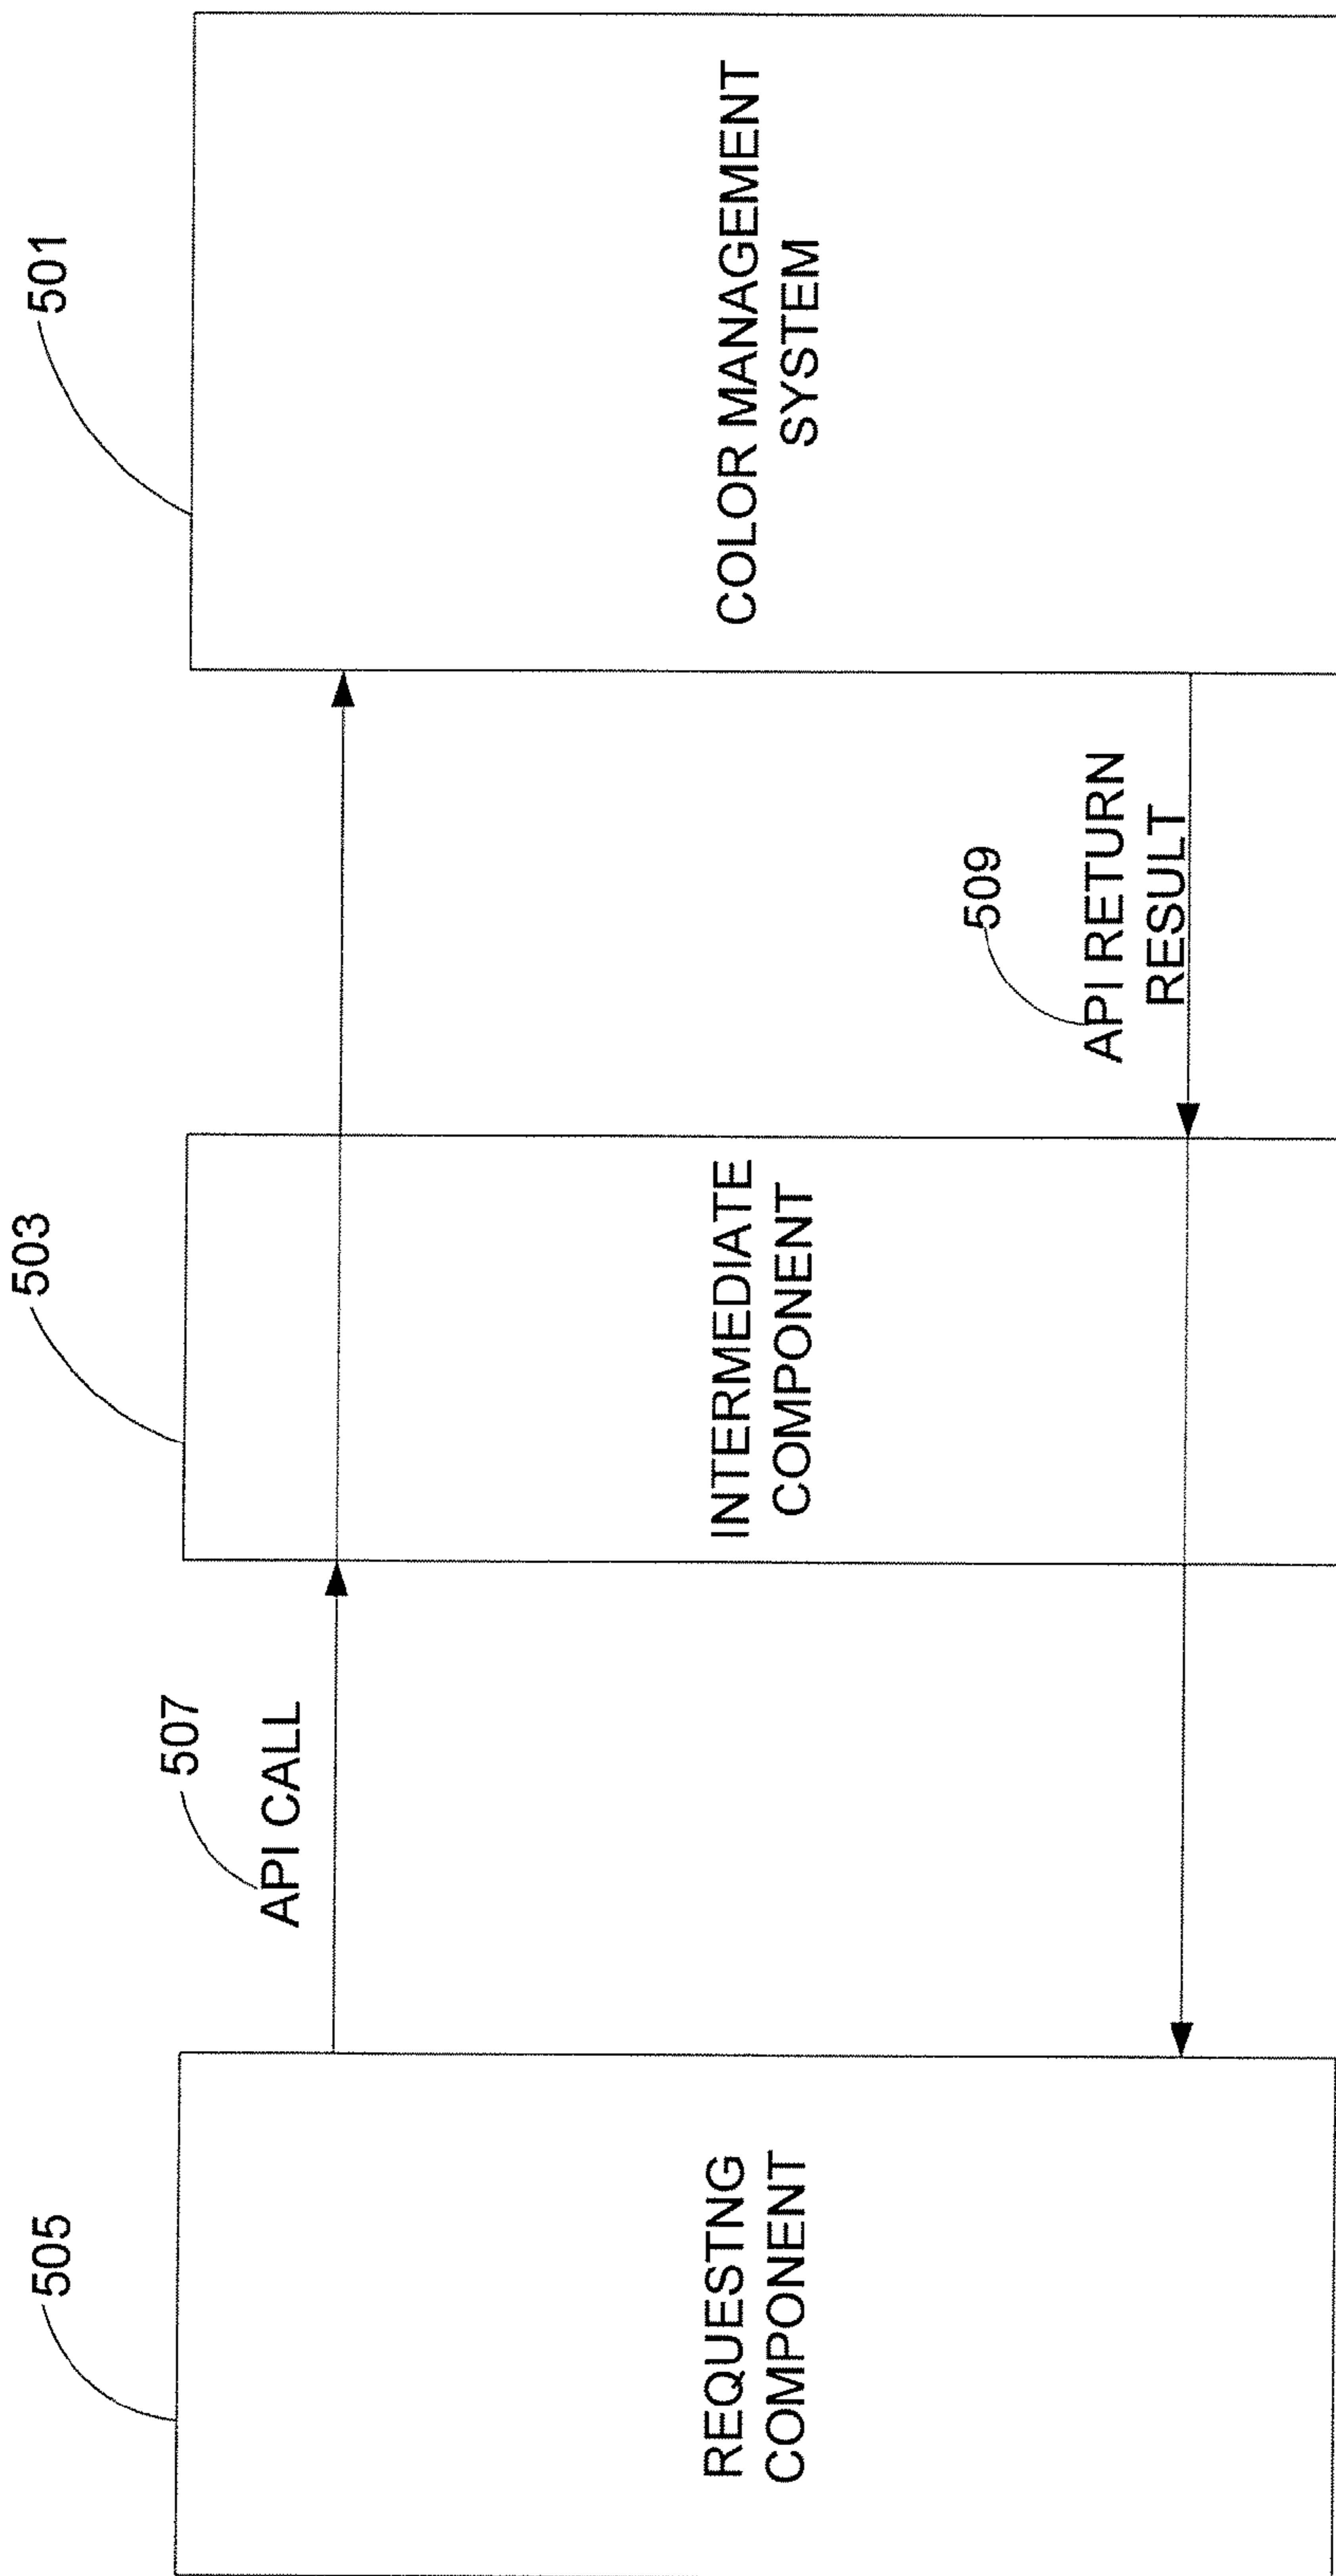 505
REQUESTNG
COMPONENT
507
API CALL
503
INTERMEDIATE
COMPONENT
509
API RETURN
RESULT
501
COLOR MANAGEMENT
SYSTEM